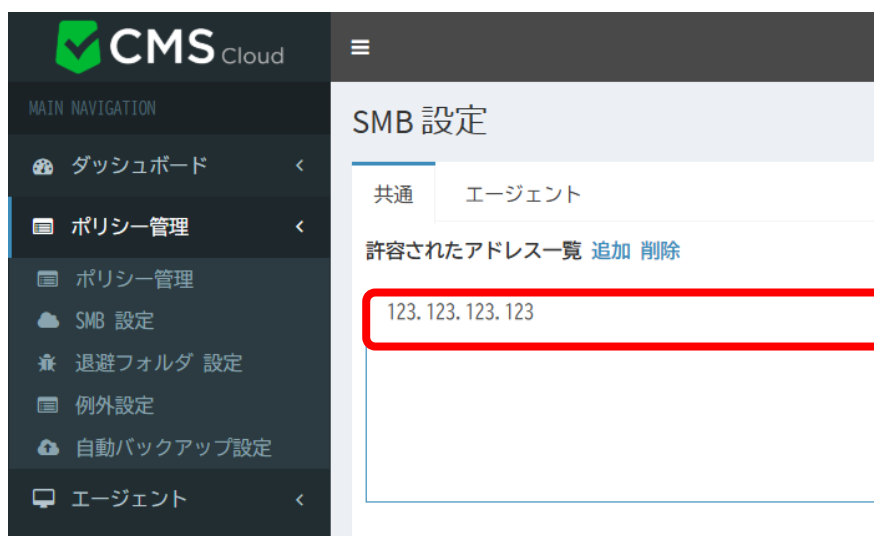 CMS Cloud
MAIN NAVIGATION
ダッシュボード
ポリシー管理
ポリシー管理
SMB 設定
退避フォルダ 設定
例外設定
自動バックアップ設定
エージェント
SMB 設定
共通 エージェント
許容されたアドレス一覧 追加 削除
123.123.123.123